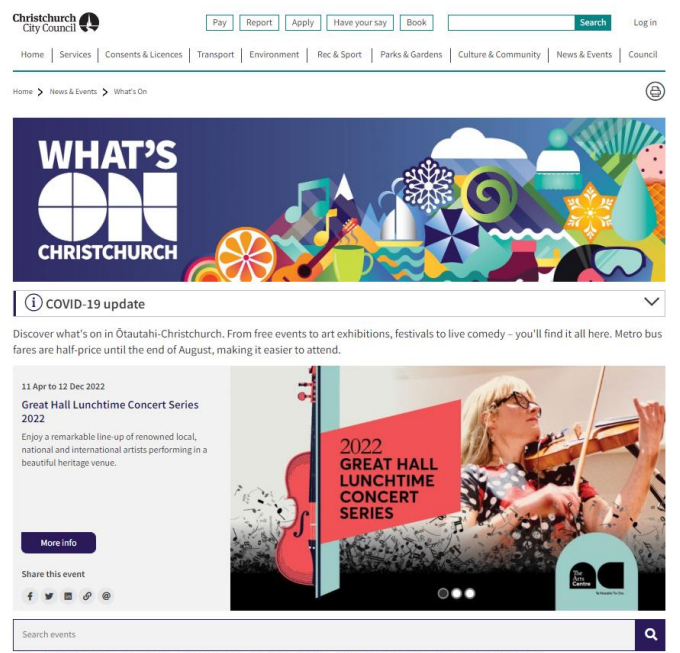 Christchurch
City Council
Pay
Report
Apply
Have your say
Book
Search
Log in
Home
Services
Consents & Licences
Transport
Environment
Rec & Sport
Parks & Gardens
Culture & Community
News & Events
Council
Home > News & Events > What's On
WHAT'S
ON
CHRISTCHURCH
COVID-19 update
Discover what's on in Ōtautahi-Christchurch. From free events to art exhibitions, festivals to live comedy – you'll find it all here. Metro bus
fares are half-price until the end of August, making it easier to attend.
11 Apr to 12 Dec 2022
Great Hall Lunchtime Concert Series
2022
Enjoy a remarkable line-up of renowned local,
national and international artists performing in a
beautiful heritage venue.
More info
Share this event
2022
GREAT HALL
LUNCHTIME
CONCERT
SERIES
The
Arts
Centre
Search events